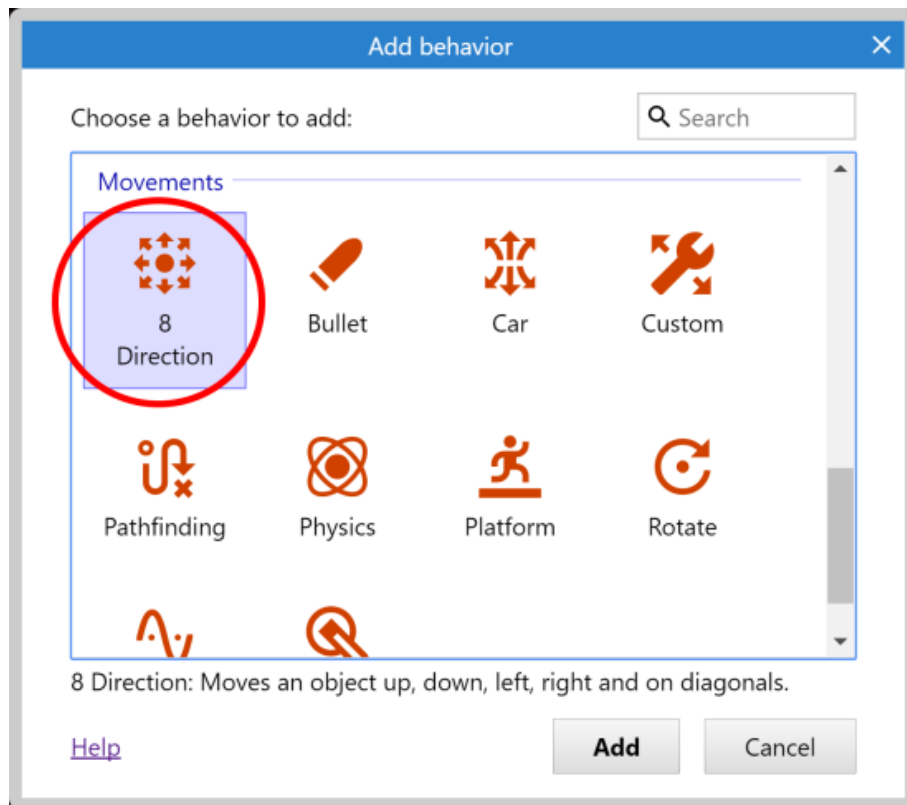 Add behavior
Choose a behavior to add:
Search
Movements
8
Direction
Bullet
Car
Custom
Pathfinding
Physics
Platform
Rotate
8 Direction: Moves an object up, down, left, right and on diagonals.
Help
Add
Cancel